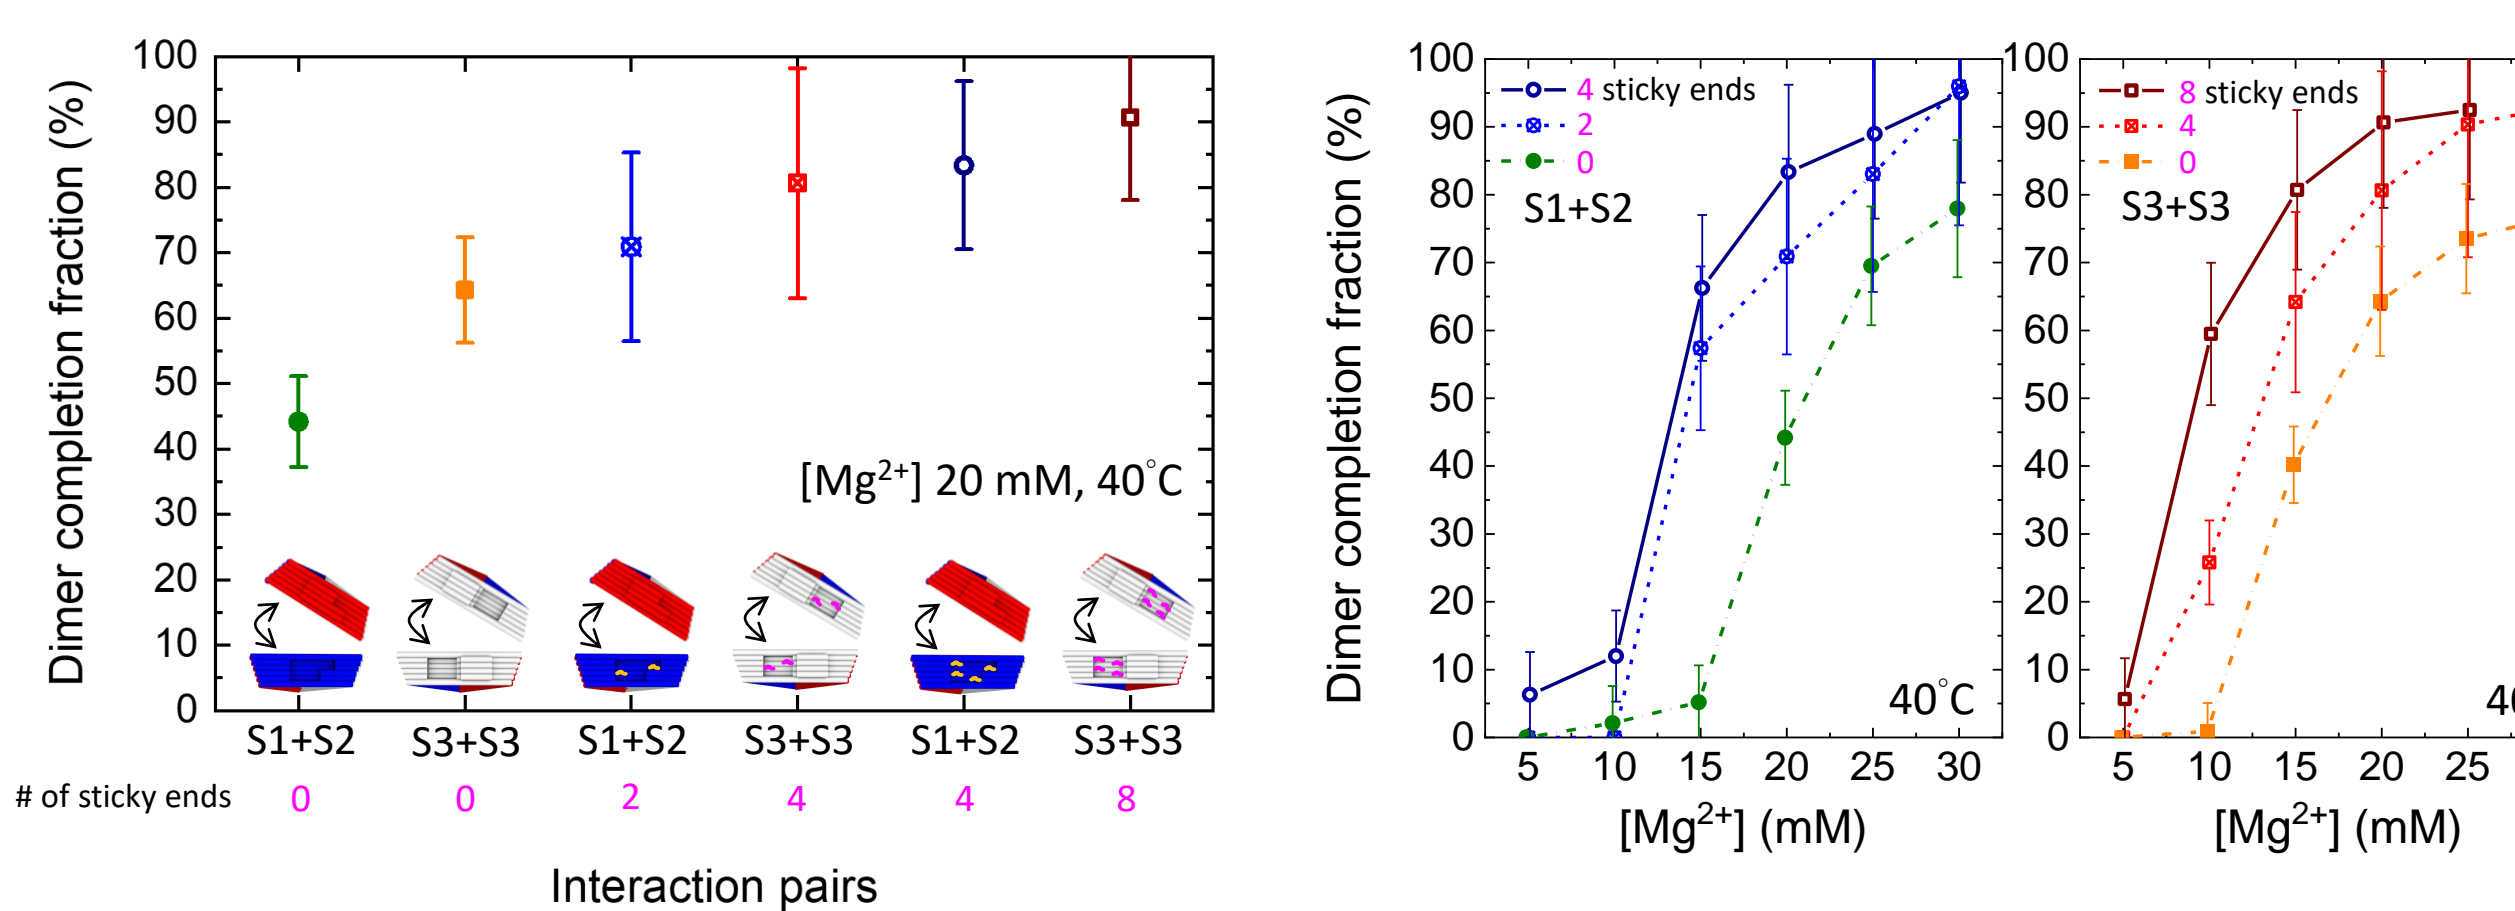 Dimer completion fraction (%)
100
90
80
70
60
50
40
30
20
10
0
[Mg²⁺] 20 mM, 40°C
S1+S2 S3+S3 S1+S2 S3+S3 S1+S2 S3+S3
# of sticky ends 0 0 2 4 4 8
Interaction pairs
Dimer completion fraction (%)
100
90
80
70
60
50
40
30
20
10
0
4 sticky ends
2
0
S1+S2
40°C
5 10 15 20 25 30
[Mg²⁺] (mM)
100
90
80
70
60
50
40
30
20
10
0
8 sticky ends
4
0
S3+S3
40
5 10 15 20 25
[Mg²⁺] (mM)